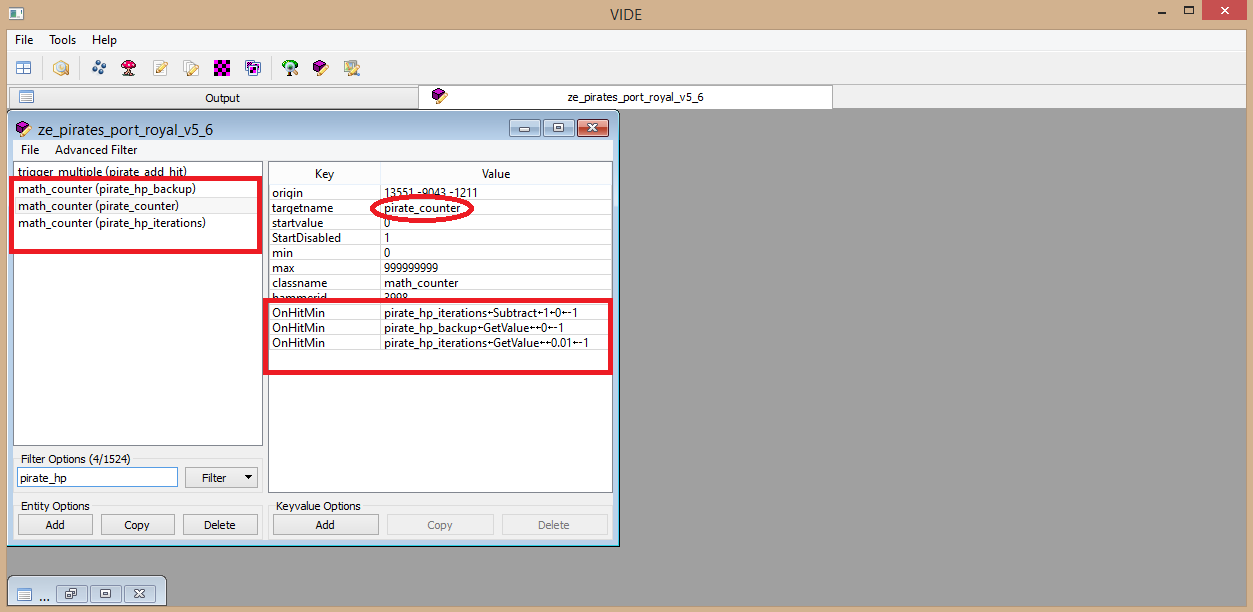 VIDE
File Tools Help
Output
ze_pirates_port_royal_v5_6
ze_pirates_port_royal_v5_6
File Advanced Filter
trigger_multiple (pirate_add_hit)
math_counter (pirate_hp_backup)
math_counter (pirate_counter)
math_counter (pirate_hp_iterations)
Key Value
origin 13551 -9043 -1211
targetname pirate_counter
startvalue 0
StartDisabled 1
min 0
max 999999999
classname math_counter
hammerid 3998
OnHitMin pirate_hp_iterations←Subtract←1←0←-1
OnHitMin pirate_hp_backup←GetValue←←0←-1
OnHitMin pirate_hp_iterations←GetValue←←0.01←-1
Filter Options (4/1524)
pirate_hp Filter
Entity Options
Add Copy Delete
Keyvalue Options
Add Copy Delete
...